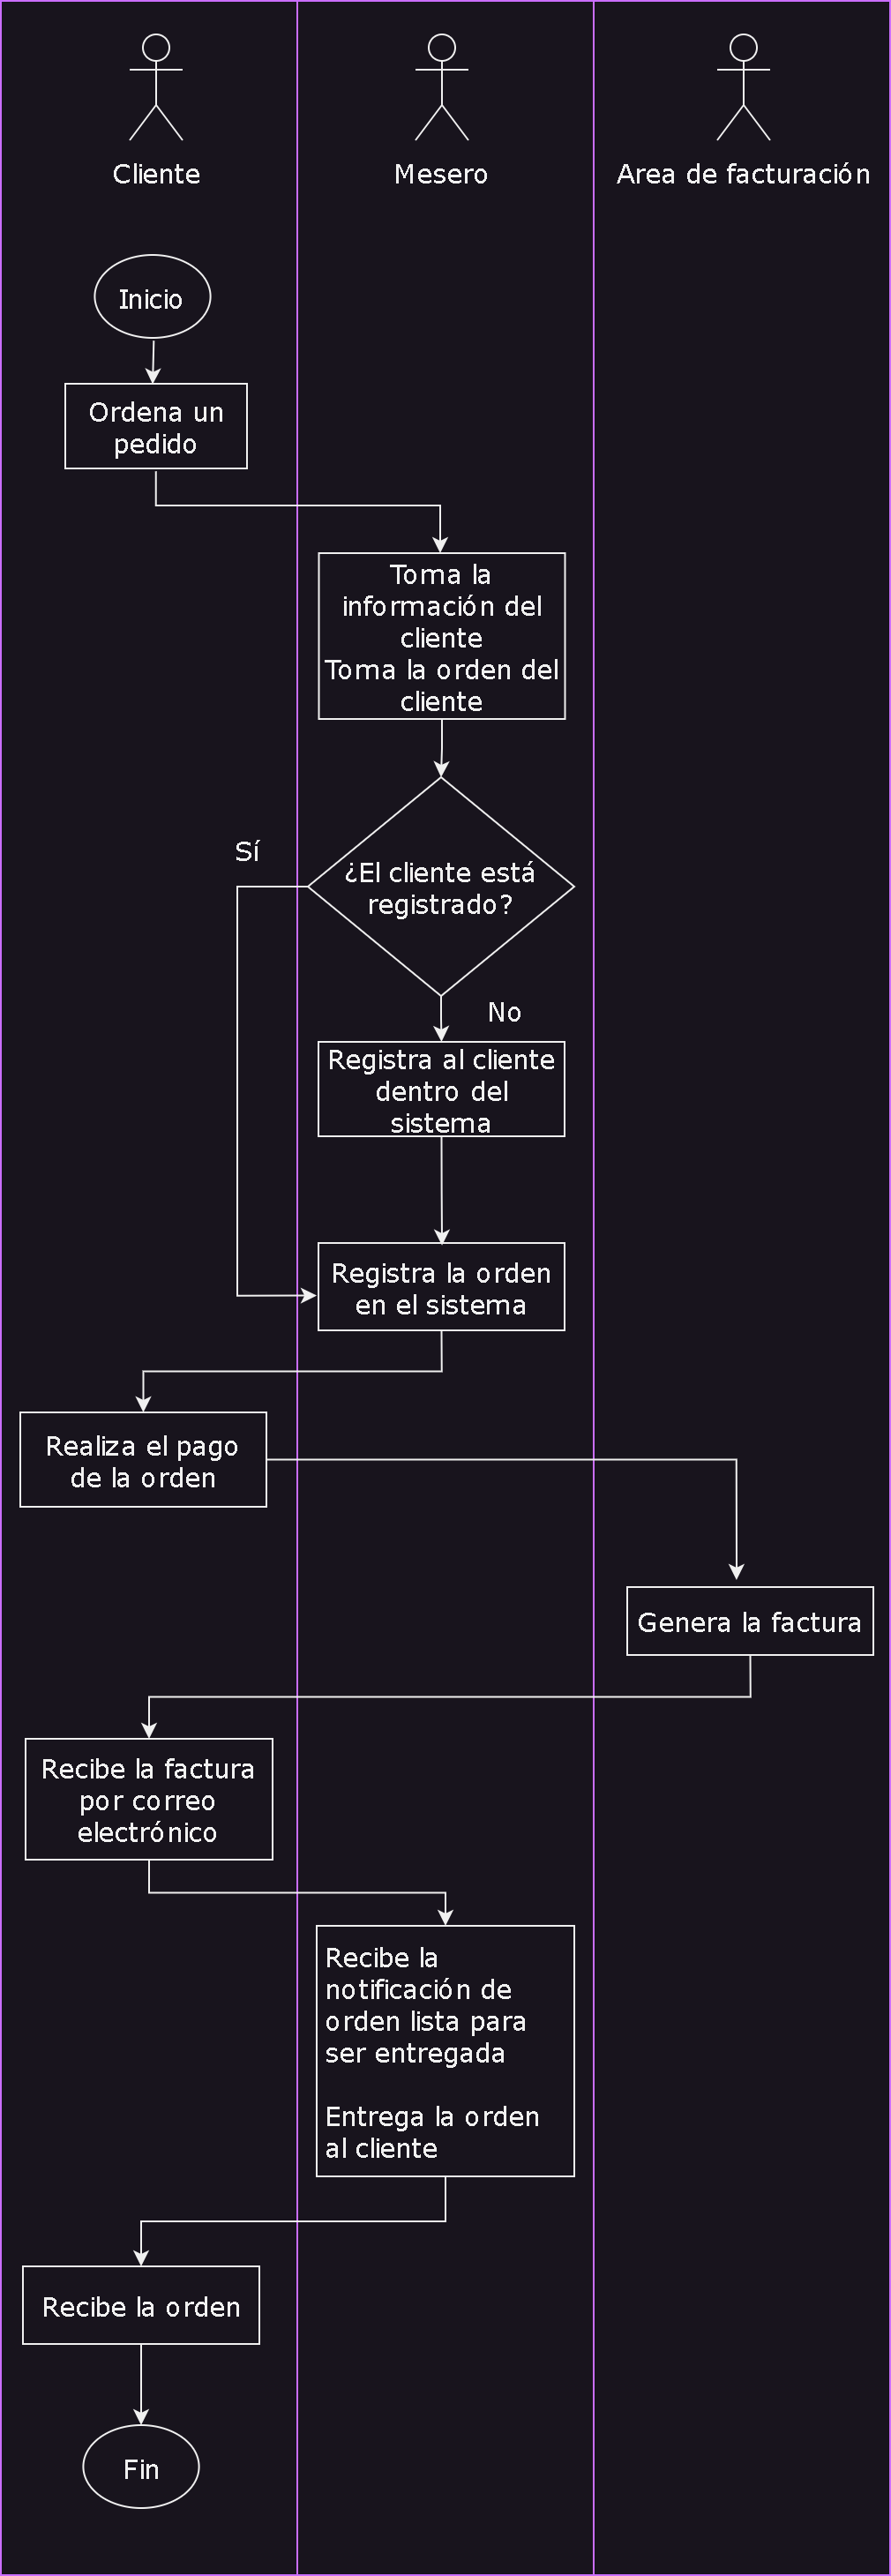 Cliente
Mesero
Area de facturación
Inicio
Ordena un
pedido
Toma la
información del
cliente
Toma la orden del
cliente
Sí
¿El cliente está
registrado?
No
Registra al cliente
dentro del
sistema
Registra la orden
en el sistema
Realiza el pago
de la orden
Genera la factura
Recibe la factura
por correo
electrónico
Recibe la
notificación de
orden lista para
ser entregada
Entrega la orden
al cliente
Recibe la orden
Fin